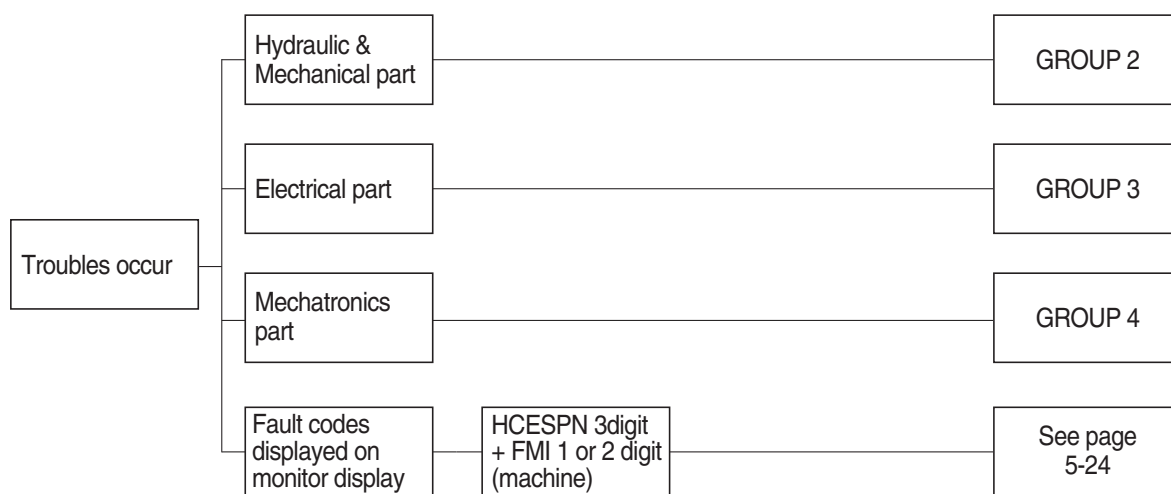 Troubles occur
Hydraulic &
Mechanical part
GROUP 2
Electrical part
GROUP 3
Mechatronics
part
GROUP 4
Fault codes
displayed on
monitor display
HCESPN 3digit
+ FMI 1 or 2 digit
(machine)
See page
5-24